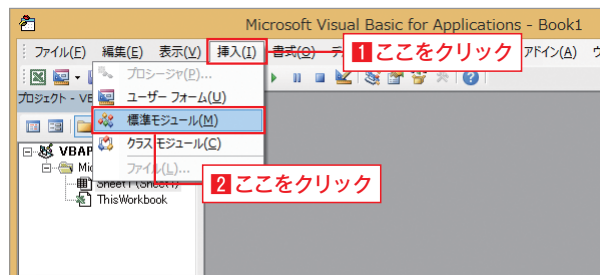 Microsoft Visual Basic for Applications - Book1
ファイル(F) 編集(E) 表示(V) 挿入(I) 書式(O) アドイン(A)
1 ここをクリック
プロシージャ(P)...
プロジェクト - VB
ユーザー フォーム(U)
標準モジュール(M)
クラス モジュール(C)
VBAP
ファイル(L)...
Mic
2 ここをクリック
Sheet1 (Sheet1)
ThisWorkbook